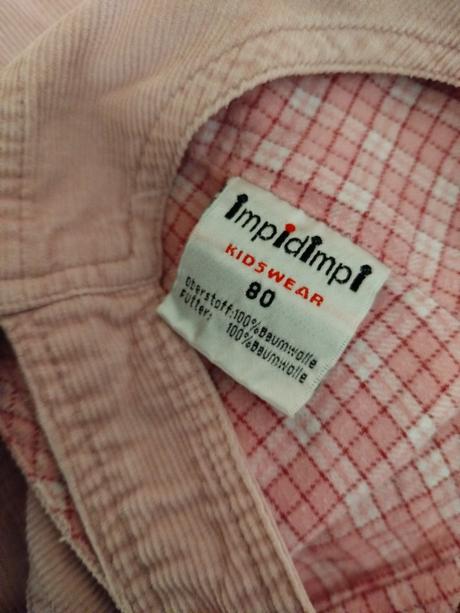 impidimpi
KIDSWEAR
80
Oberstoff:100%Baumwolle
Futter: 100%Baumwolle